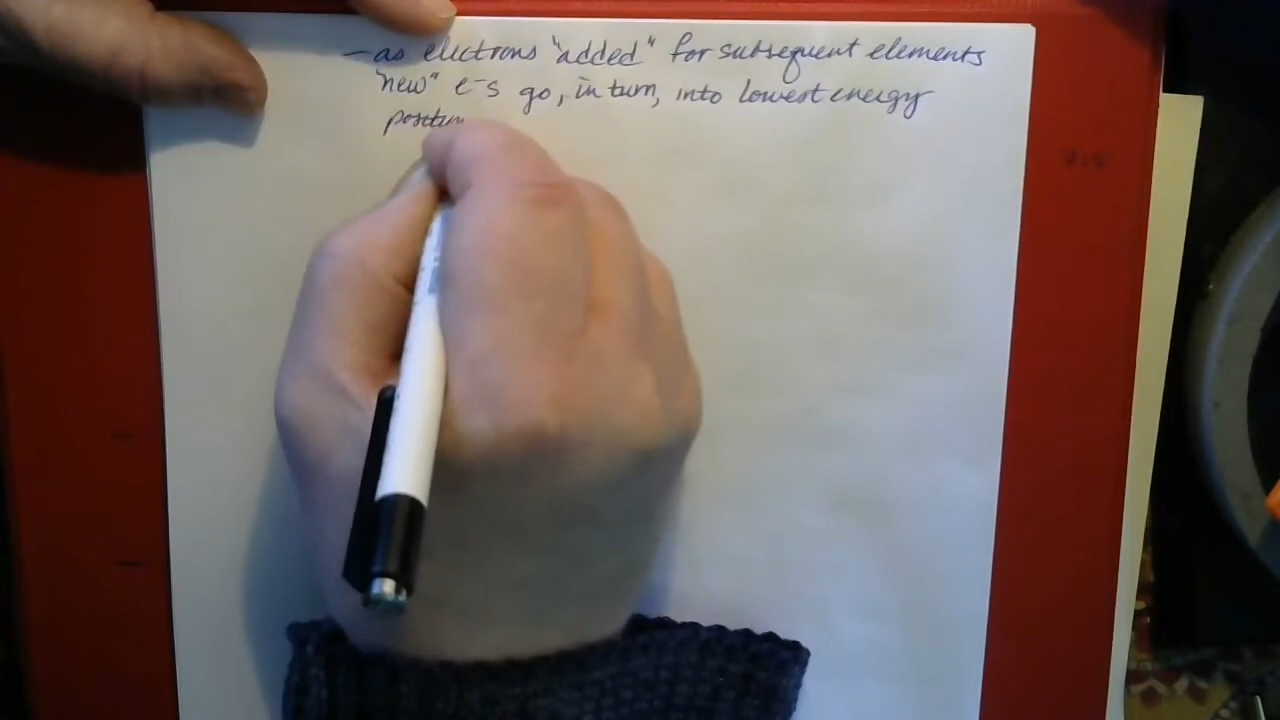 – as electrons "added" for subsequent elements
"new" e⁻s go, in turn, into lowest energy